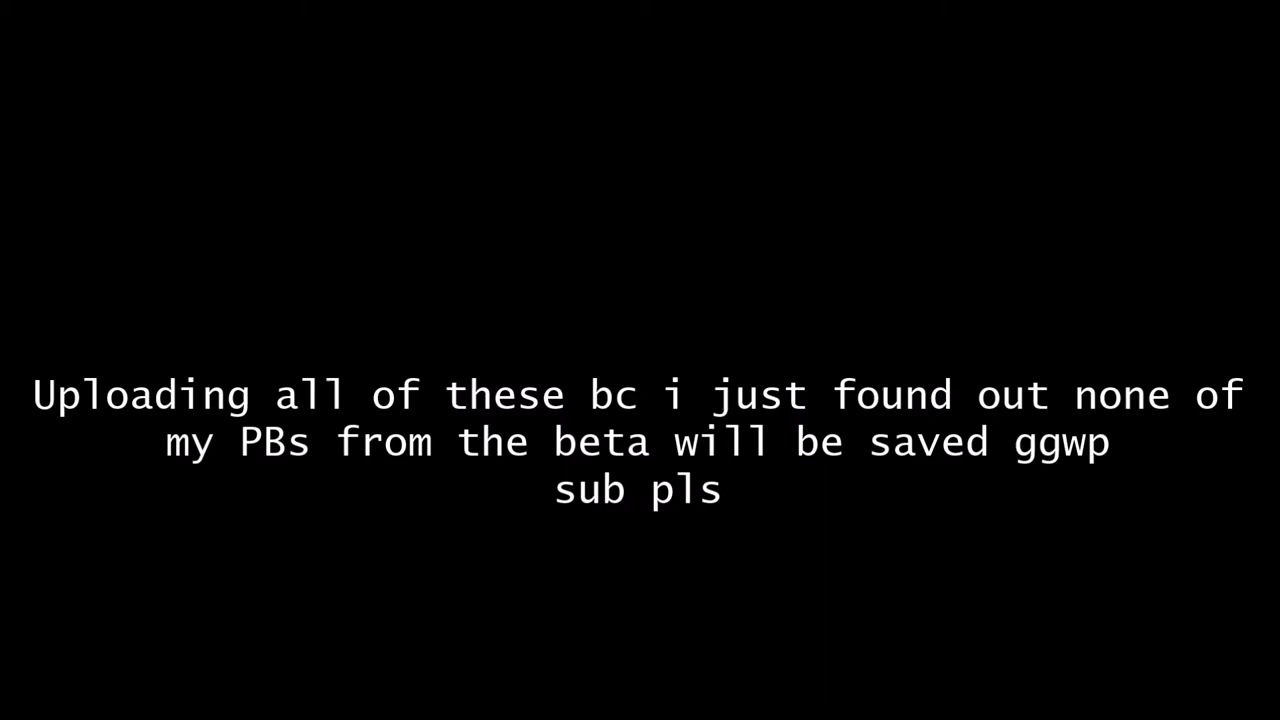 Uploading all of these bc i just found out none of
my PBs from the beta will be saved ggwp
sub pls